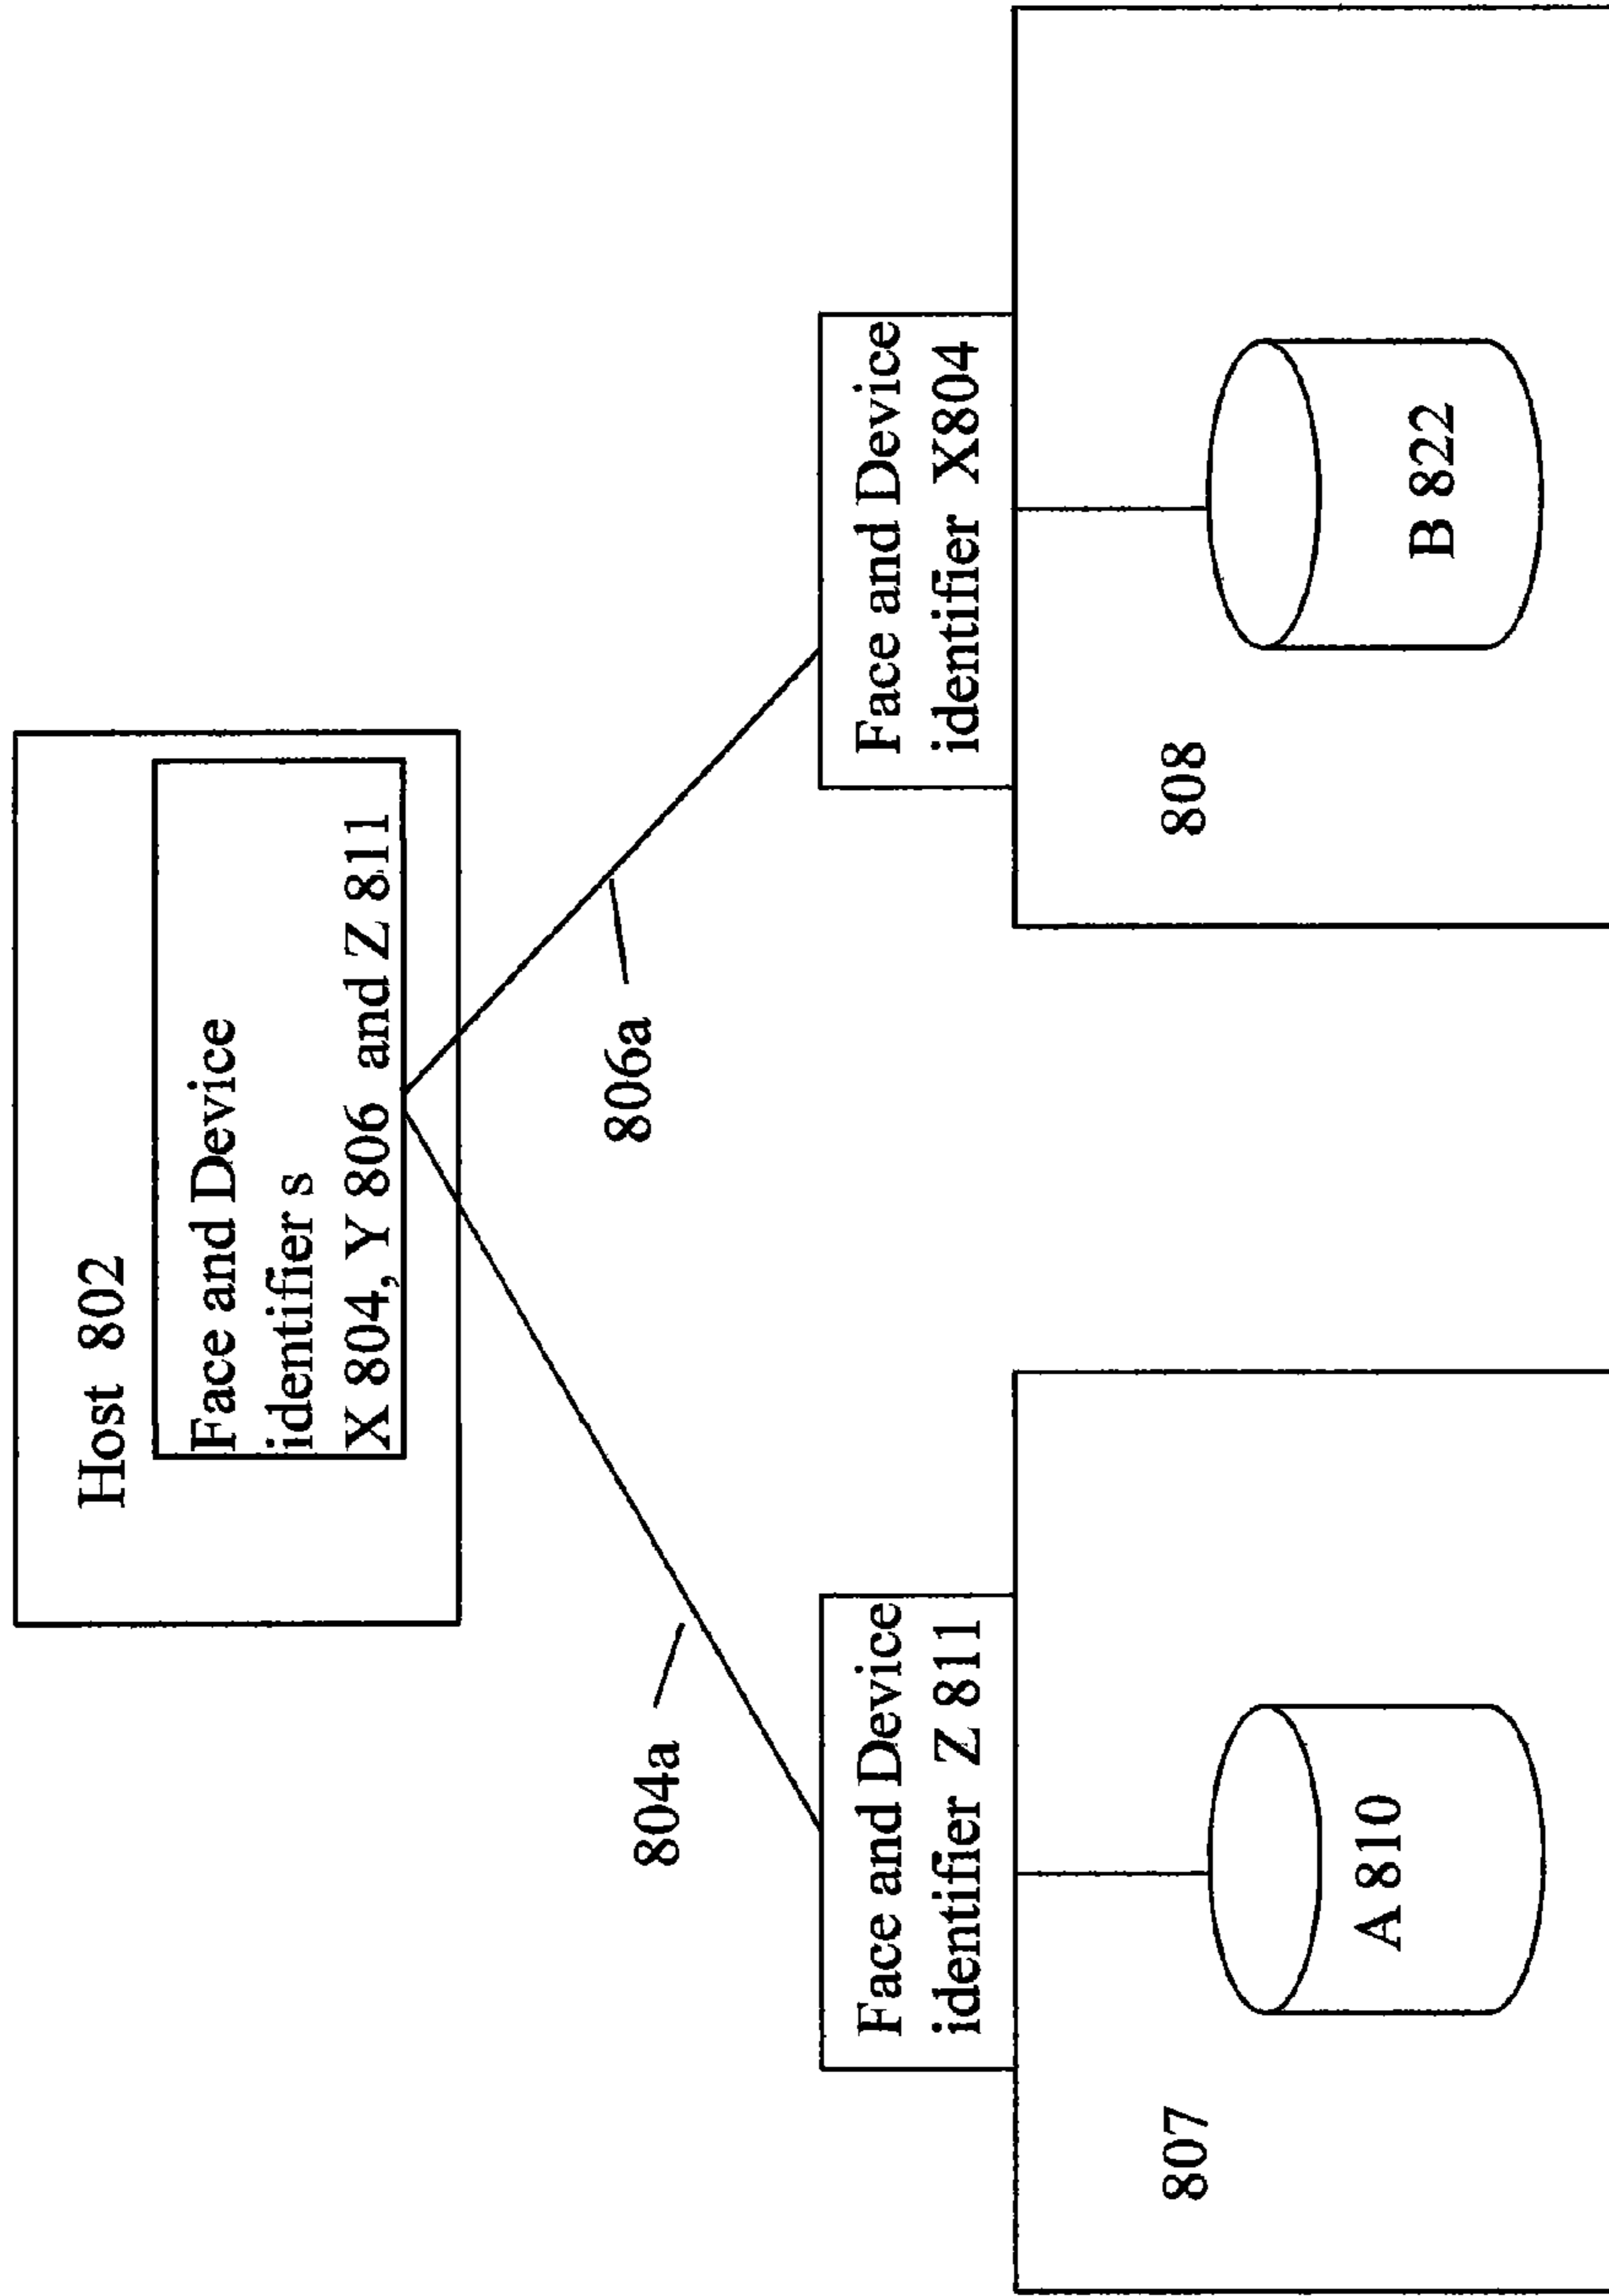 Host 802
Face and Device
identifier s
X 804, Y 806 and Z 811
804a
806a
Face and Device
identifier Z 811
Face and Device
identifier X804
807
A 810
808
B 822